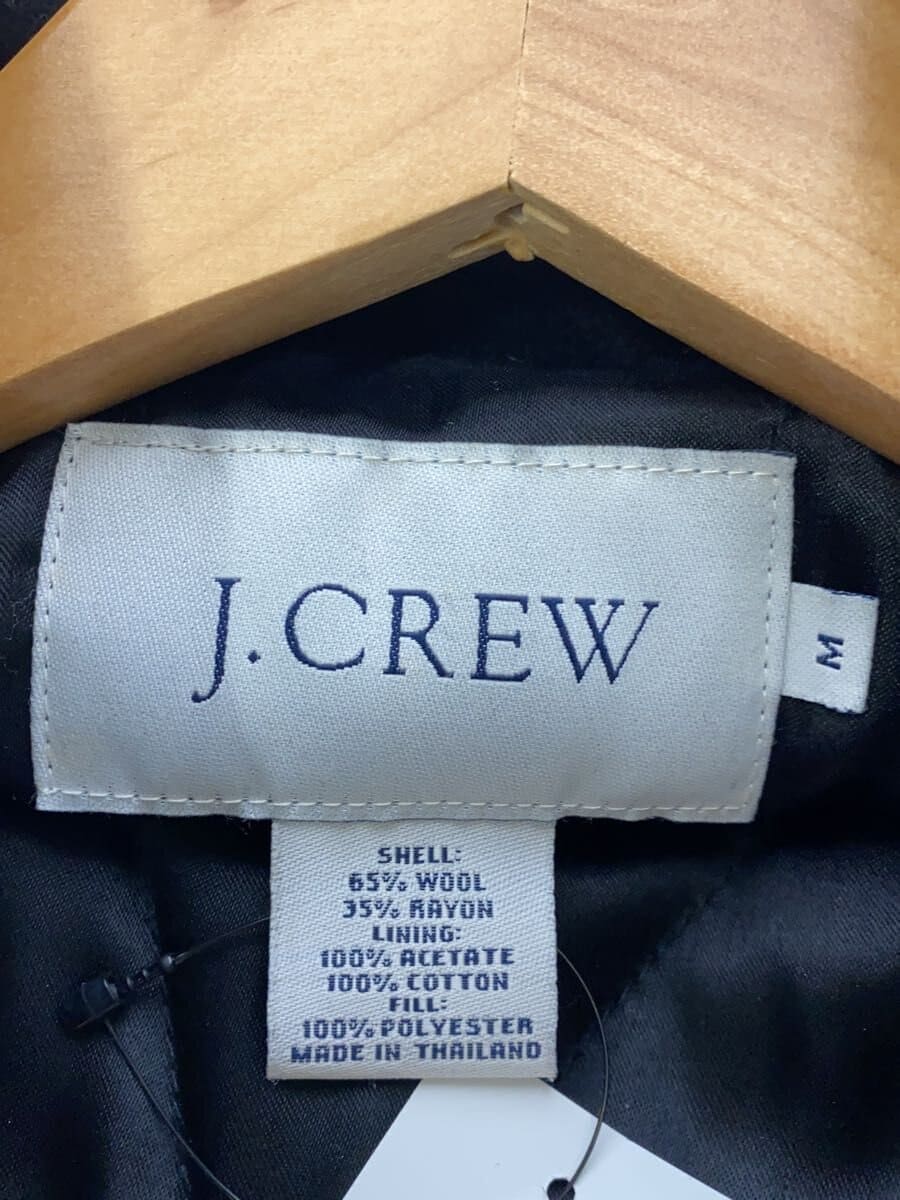 J.CREW
M
SHELL:
65% WOOL
35% RAYON
LINING:
100% ACETATE
100% COTTON
FILL:
100% POLYESTER
MADE IN THAILAND